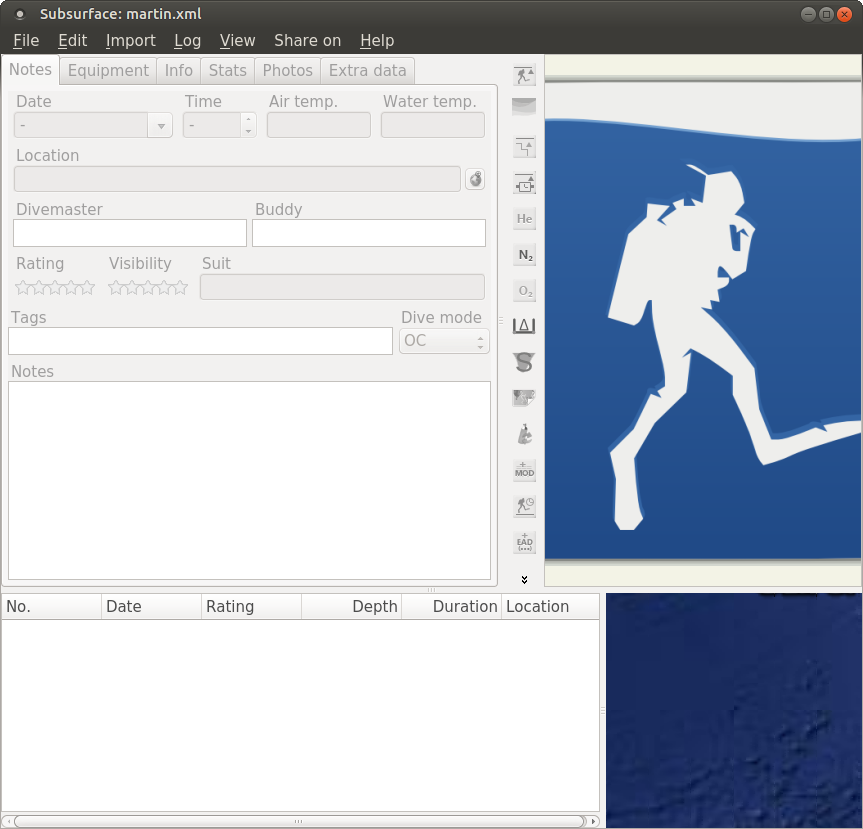 Subsurface: martin.xml
File Edit Import Log View Share on Help
Notes Equipment Info Stats Photos Extra data
Date Time Air temp. Water temp.
- -
Location
Divemaster Buddy
Rating Visibility Suit
Tags Dive mode
OC
Notes
He
N₂
O₂
S
+
MOD
+
EAD
(...)
No. Date Rating Depth Duration Location